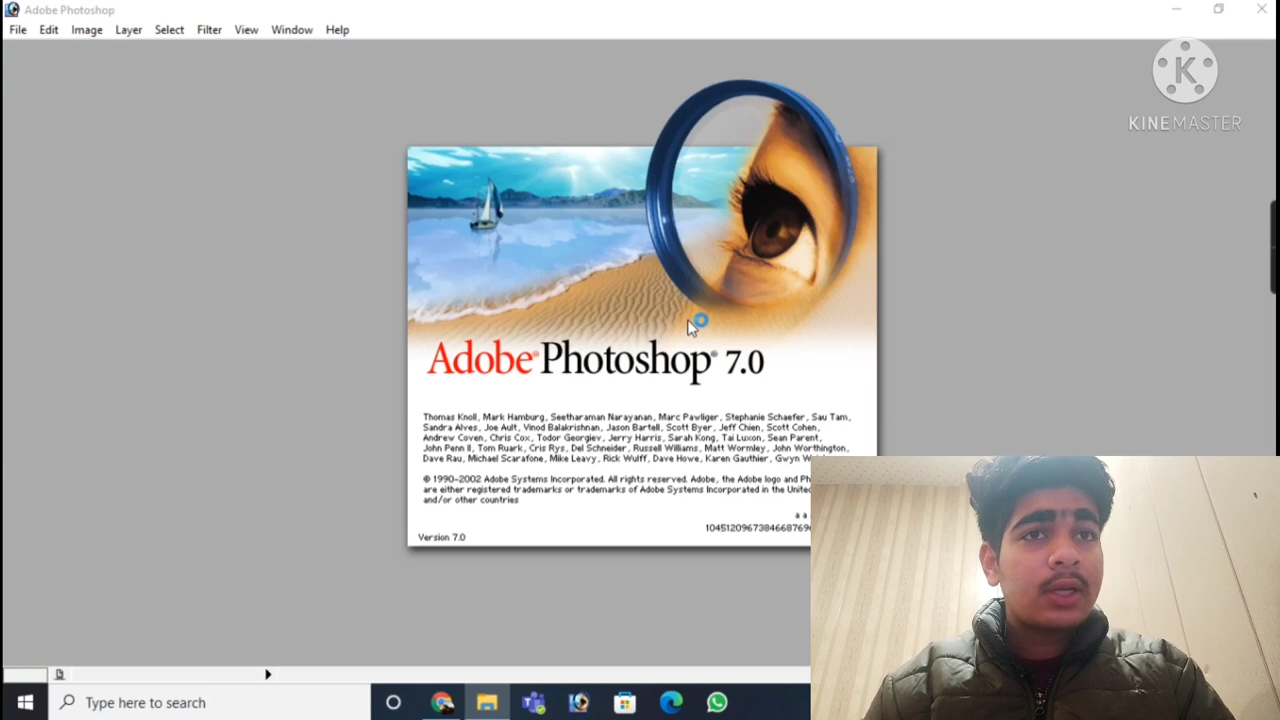 Adobe Photoshop
File Edit Image Layer Select Filter View Window Help
KINEMASTER
Adobe® Photoshop® 7.0
Thomas Knoll, Mark Hamburg, Seetharaman Narayanan, Marc Pawliger, Stephanie Schaefer, Sau Tam,
Sandra Alves, Joe Ault, Vinod Balakrishnan, Jason Bartell, Scott Byer, Jeff Chien, Scott Cohen,
Andrew Coven, Chris Cox, Todor Georgiev, Jerry Harris, Sarah Kong, Tai Luxon, Sean Parent,
John Penn II, Tom Ruark, Cris Rys, Del Schneider, Russell Williams, Matt Wormley, John Worthington,
Dave Rau, Michael Scarafone, Mike Leavy, Rick Wulff, Dave Howe, Karen Gauthier, Gwyn
© 1990-2002 Adobe Systems Incorporated. All rights reserved. Adobe, the Adobe logo and
are either registered trademarks or trademarks of Adobe Systems Incorporated in the
and/or other countries
a a
Version 7.0
Type here to search